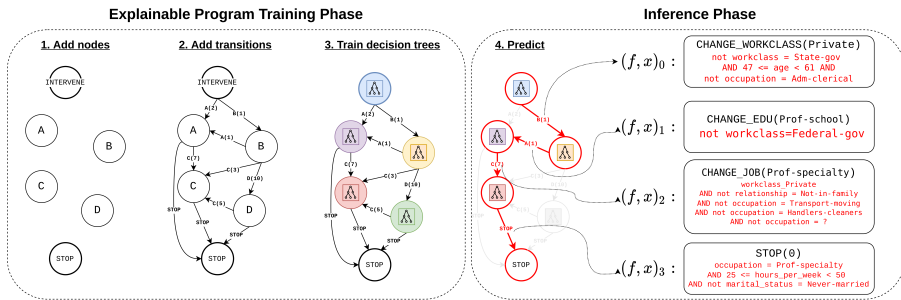 Explainable Program Training Phase
Inference Phase
1. Add nodes
2. Add transitions
3. Train decision trees
4. Predict
INTERVENE
A
B
C
D
STOP
INTERVENE
A(2)
B(1)
A
A(1)
B
C(7)
C(3)
D(10)
C
C(5)
D
STOP
STOP
STOP
STOP
A(2)
B(1)
A(1)
C(7)
C(3)
D(10)
C(5)
STOP
STOP
STOP
STOP
B(1)
A(1)
C(7)
STOP
STOP
(f, x)0 :
CHANGE_WORKCLASS(Private)
not workclass = State-gov
AND 47 <= age < 61 AND
not occupation = Adm-clerical
(f, x)1 :
CHANGE_EDU(Prof-school)
not workclass=Federal-gov
(f, x)2 :
CHANGE_JOB(Prof-specialty)
workclass_Private
AND not relationship = Not-in-family
AND not occupation = Transport-moving
AND not occupation = Handlers-cleaners
AND not occupation = ?
(f, x)3 :
STOP(0)
occupation = Prof-specialty
AND 25 <= hours_per_week < 50
AND not marital_status = Never-married